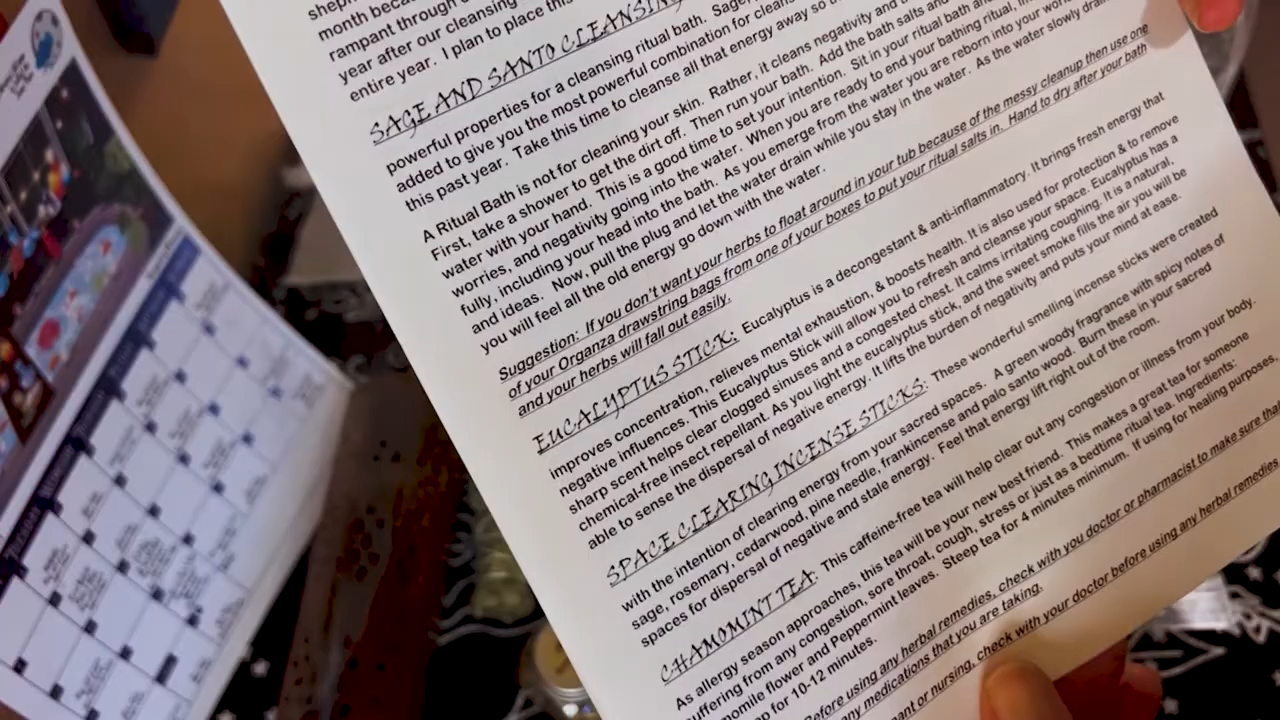 month
rampant through
year after our cleansing
entire year. I plan to place this
SAGE AND SANTO CLEANSING
powerful properties for a cleansing ritual bath. Sage,
added to give you the most powerful combination for
this past year. Take this time to cleanse all that energy away so
A Ritual Bath is not for cleaning your skin. Rather, it cleans negativity and
First, take a shower to get the dirt off. Then run your bath. Add the bath salts and
water with your hand. This is a good time to set your intention. Sit in your ritual bath and
worries, and negativity going into the water. When you are ready to end your bathing ritual,
fully, including your head into the bath. As you emerge from the water you are reborn into your
and ideas. Now, pull the plug and let the water drain while you stay in the water. As the water slowly
you will feel all the old energy go down with the water.
Suggestion: If you don't want your herbs to float around in your tub because of the messy cleanup then use one
of your Organza drawstring bags from one of your boxes to put your ritual salts in. Hand to dry after your bath
and your herbs will fall out easily.
EUCALYPTUS STICK: Eucalyptus is a decongestant & anti-inflammatory. It brings fresh energy that
improves concentration, relieves mental exhaustion, & boosts health. It is also used for protection & to remove
negative influences. This Eucalyptus Stick will allow you to refresh and cleanse your space. Eucalyptus has a
sharp scent helps clear clogged sinuses and a congested chest. It calms irritating coughing. It is a natural,
chemical-free insect repellant. As you light the eucalyptus stick, and the sweet smoke fills the air you will be
able to sense the dispersal of negative energy. It lifts the burden of negativity and puts your mind at ease.
SPACE CLEARING INCENSE STICKS: These wonderful smelling incense sticks were created
with the intention of clearing energy from your sacred spaces. A green woody fragrance with spicy notes of
sage, rosemary, cedarwood, pine needle, frankincense and palo santo wood. Burn these in your sacred
spaces for dispersal of negative and stale energy. Feel that energy lift right out of the room.
CHAMOMINT TEA: This caffeine-free tea will help clear out any congestion or illness from your body.
As allergy season approaches, this tea will be your new best friend. This makes a great tea for someone
suffering from any congestion, sore throat, cough, stress or just as a bedtime ritual tea. Ingredients:
flower and Peppermint leaves. Steep tea for 4 minutes minimum. If using for healing purposes,
for 10-12 minutes.
Before using any herbal remedies, check with you doctor or pharmacist to make sure
any medications that you are taking.
or nursing, check with your doctor before using any herbal remedies